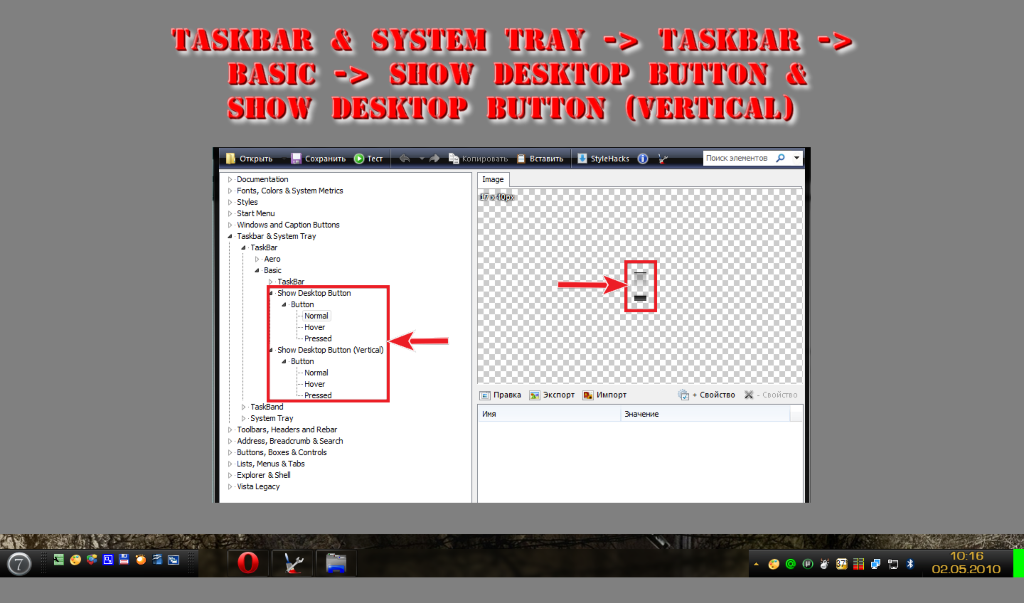 TASKBAR & SYSTEM TRAY -> TASKBAR ->
BASIC -> SHOW DESKTOP BUTTON &
SHOW DESKTOP BUTTON (VERTICAL)
Открыть Сохранить Тест Копировать Вставить StyleHacks Поиск элементов
Documentation
Fonts, Colors & System Metrics
Styles
Start Menu
Windows and Caption Buttons
Taskbar & System Tray
TaskBar
Aero
Basic
TaskBar
Show Desktop Button
Button
Normal
Hover
Pressed
Show Desktop Button (Vertical)
Button
Normal
Hover
Pressed
TaskBand
System Tray
Toolbars, Headers and Rebar
Address, Breadcrumb & Search
Buttons, Boxes & Controls
Lists, Menus & Tabs
Explorer & Shell
Vista Legacy
Image
17 x 40px
Правка Экспорт Импорт + Свойство - Свойство
Имя Значение
7
10:16
02.05.2010